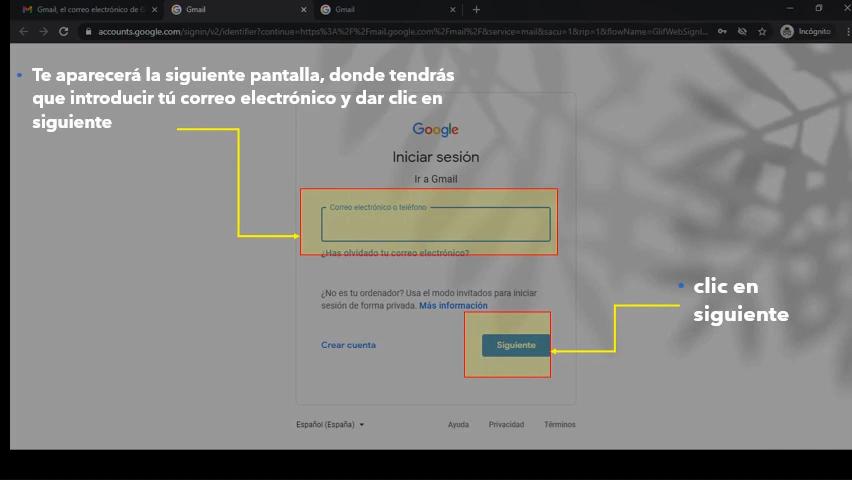 Gmail, el correo electrónico de G
Gmail
Gmail
accounts.google.com/signin/v2/identifier?continue=https%3A%2F%2Fmail.google.com%2Fmail%2F&service=mail&sacu=1&rip=1&flowName=GlifWebSignI...
Incógnito
• Te aparecerá la siguiente pantalla, donde tendrás
que introducir tú correo electrónico y dar clic en
siguiente
Google
Iniciar sesión
Ir a Gmail
Correo electrónico o teléfono
¿Has olvidado tu correo electrónico?
¿No es tu ordenador? Usa el modo invitados para iniciar
sesión de forma privada. Más información
• clic en
siguiente
Crear cuenta
Siguiente
Español (España)
Ayuda
Privacidad
Términos